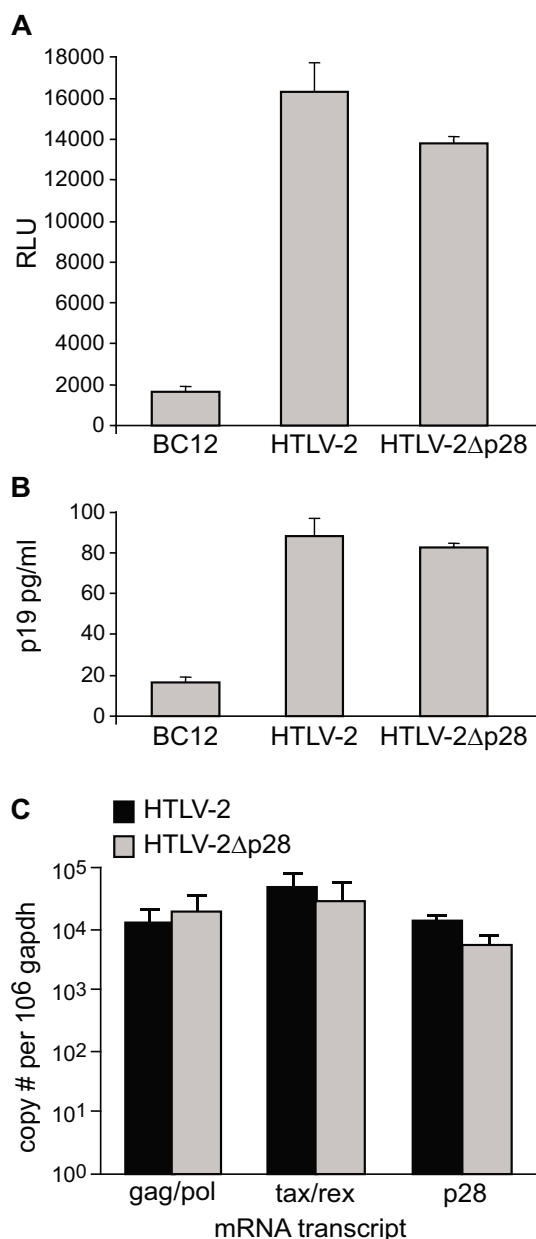 A
18000
16000
14000
12000
10000
8000
6000
4000
2000
0
RLU
BC12 HTLV-2 HTLV-2Δp28
B
100
80
60
40
20
0
p19 pg/ml
BC12 HTLV-2 HTLV-2Δp28
C
HTLV-2
HTLV-2Δp28
10⁵
10⁴
10³
10²
10¹
10⁰
copy # per 10⁶ gapdh
gag/pol tax/rex p28
mRNA transcript